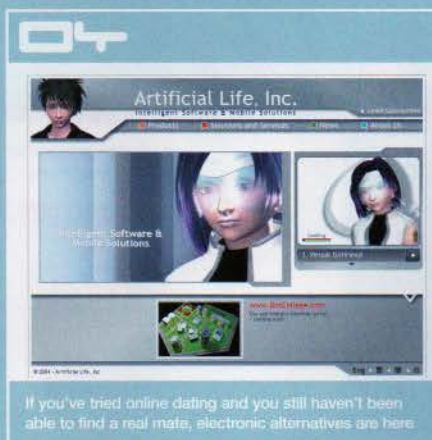 04
Artificial Life, Inc.
Intelligent Software & Mobile Solutions
Products Solutions and Services News About Us
Intelligent Software &
Mobile Solutions
Loading
1. Virtual Girlfriend
© 2004 - Artificial Life, Inc
Eng
If you've tried online dating and you still haven't been
able to find a real mate, electronic alternatives are here